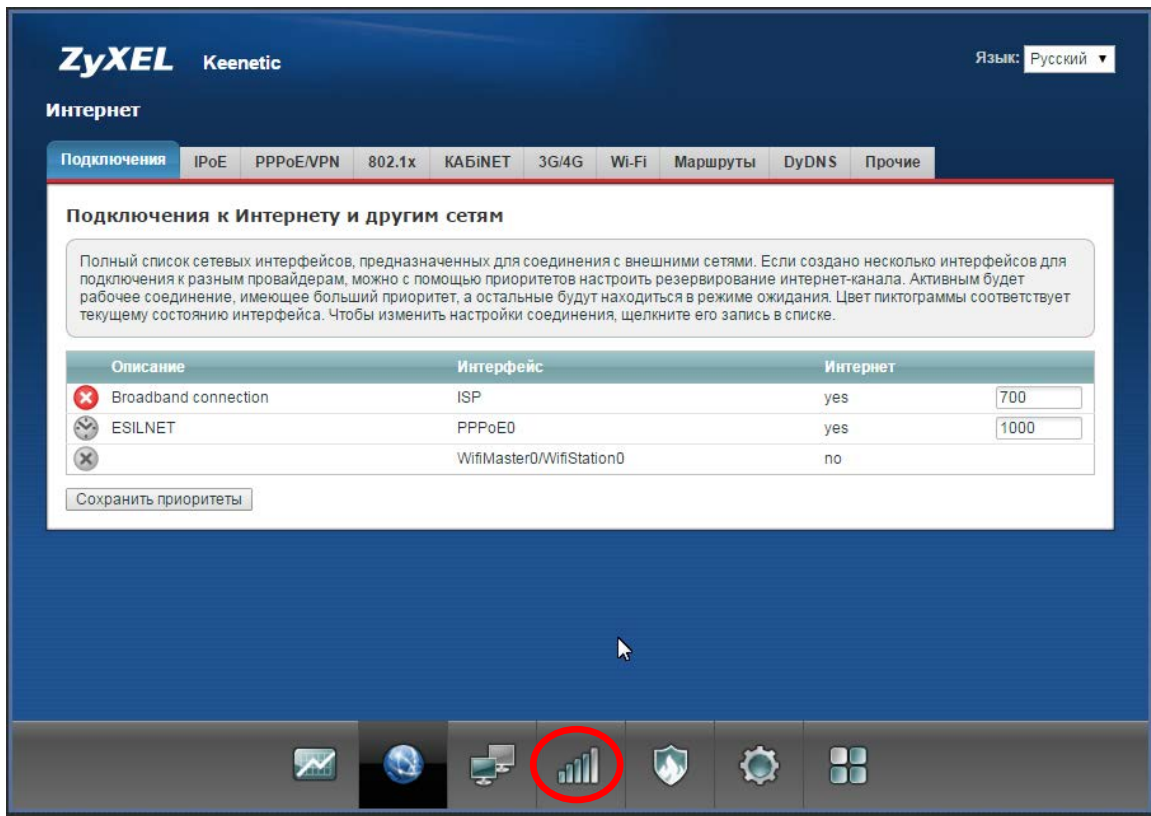 ZyXEL Keenetic
Язык: Русский
Интернет
Подключения IPoE PPPoE/VPN 802.1x КАБiNET 3G/4G Wi-Fi Маршруты DyDNS Прочие
Подключения к Интернету и другим сетям
Полный список сетевых интерфейсов, предназначенных для соединения с внешними сетями. Если создано несколько интерфейсов для
подключения к разным провайдерам, можно с помощью приоритетов настроить резервирование интернет-канала. Активным будет
рабочее соединение, имеющее больший приоритет, а остальные будут находиться в режиме ожидания. Цвет пиктограммы соответствует
текущему состоянию интерфейса. Чтобы изменить настройки соединения, щелкните его запись в списке.
Описание Интерфейс Интернет
Broadband connection ISP yes 700
ESILNET PPPoE0 yes 1000
WifiMaster0/WifiStation0 no
Сохранить приоритеты